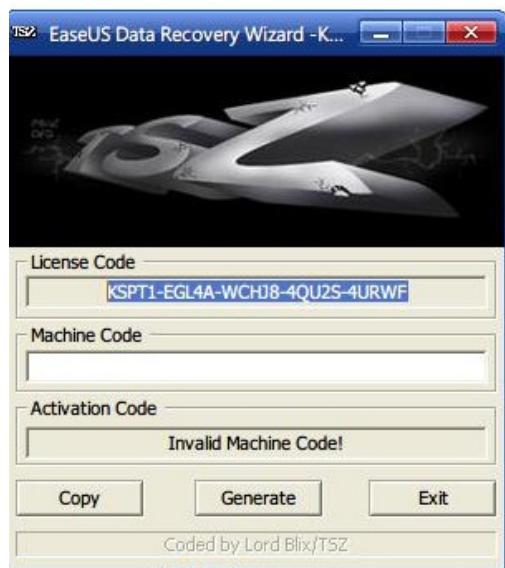 TSZ EaseUS Data Recovery Wizard -K...
TSZ
License Code
KSPT1-EGL4A-WCHJ8-4QU2S-4URWF
Machine Code
Activation Code
Invalid Machine Code!
Copy Generate Exit
Coded by Lord Blix/TSZ